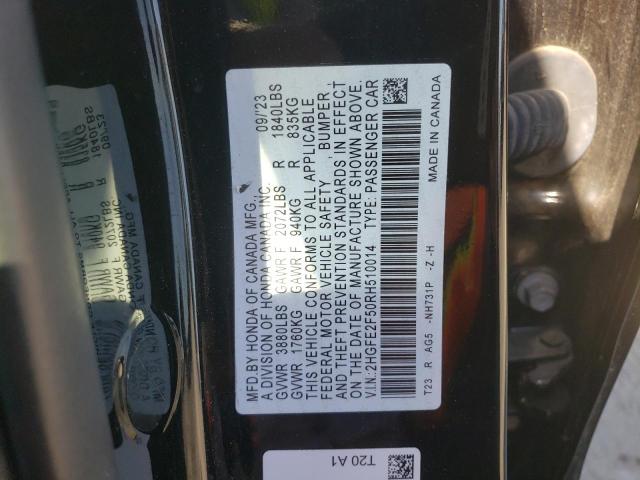 MFD.BY HONDA OF CANADA MFG.,
A DIVISION OF HONDA CANADA INC. 09/'23
GVWR 3880LBS GAWR F 2072LBS R 1840LBS
GVWR 1760KG GAWR F 940KG R 835KG
THIS VEHICLE CONFORMS TO ALL APPLICABLE
FEDERAL MOTOR VEHICLE SAFETY , BUMPER ,
AND THEFT PREVENTION STANDARDS IN EFFECT
ON THE DATE OF MANUFACTURE SHOWN ABOVE.
V.I.N.:2HGFE2F50RH510014 TYPE: PASSENGER CAR
MADE IN CANADA
T23 R AG5 -NH731P -Z -H
T20 A1